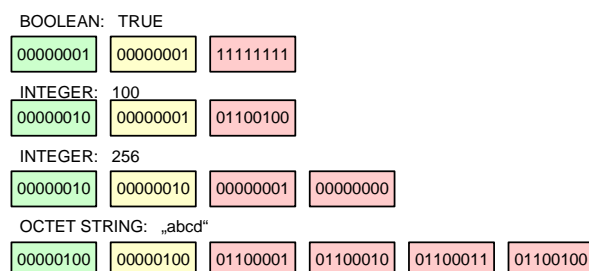 BOOLEAN: TRUE
00000001 00000001 11111111
INTEGER: 100
00000010 00000001 01100100
INTEGER: 256
00000010 00000010 00000001 00000000
OCTET STRING: „abcd“
00000100 00000100 01100001 01100010 01100011 01100100